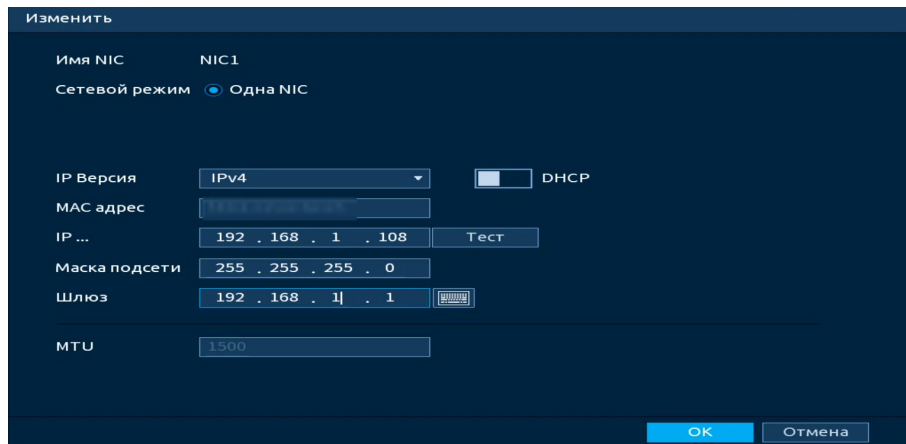 Изменить
Имя NIC NIC1
Сетевой режим Одна NIC
IP Версия IPv4 DHCP
MAC адрес
IP ... 192 . 168 . 1 . 108 Тест
Маска подсети 255 . 255 . 255 . 0
Шлюз 192 . 168 . 1 . 1
MTU 1500
OK Отмена